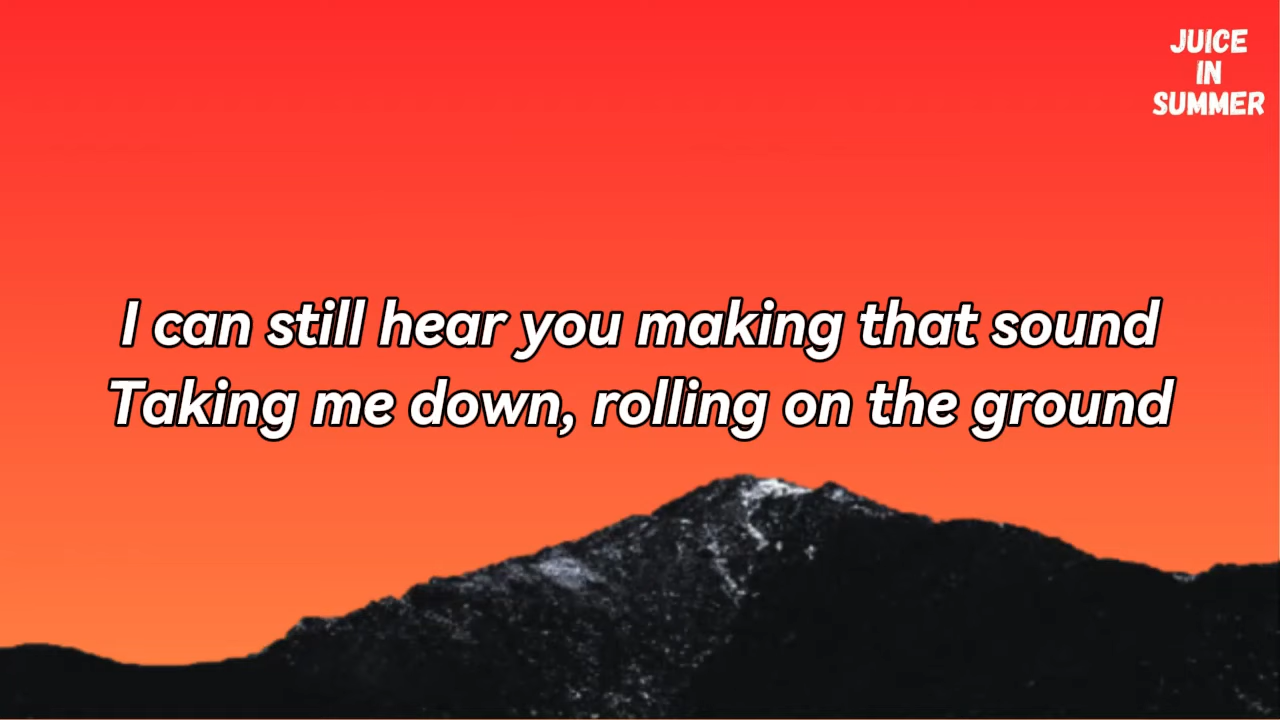 JUICE
IN
SUMMER
I can still hear you making that sound
Taking me down, rolling on the ground